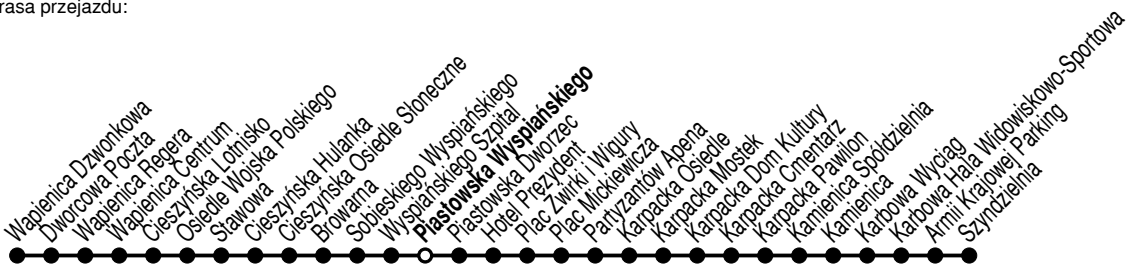 rasa przejazdu:
Wapienica Dzwonkowa
Dworcowa Poczta
Wapienica Regera
Wapienica Centrum
Cieszyńska Lotnisko
Osiedle Wojska Polskiego
Stawowa
Cieszyńska Hulanka
Cieszyńska Osiedle Słoneczne
Browarna
Sobieskiego Wyspiańskiego
Wyspiańskiego Szpital
Piastowska Wyspiańskiego
Piastowska Dworzec
Hotel Prezydent
Plac Żwirki i Wigury
Plac Mickiewicza
Partyzantów Apena
Karpacka Osiedle
Karpacka Mostek
Karpacka Dom Kultury
Karpacka Cmentarz
Karpacka Pawilon
Kamienica Spółdzielnia
Kamienica
Karbowa Wyciąg
Karbowa Hala Widowiskowo-Sportowa
Armii Krajowej Parking
Szyndzielnia